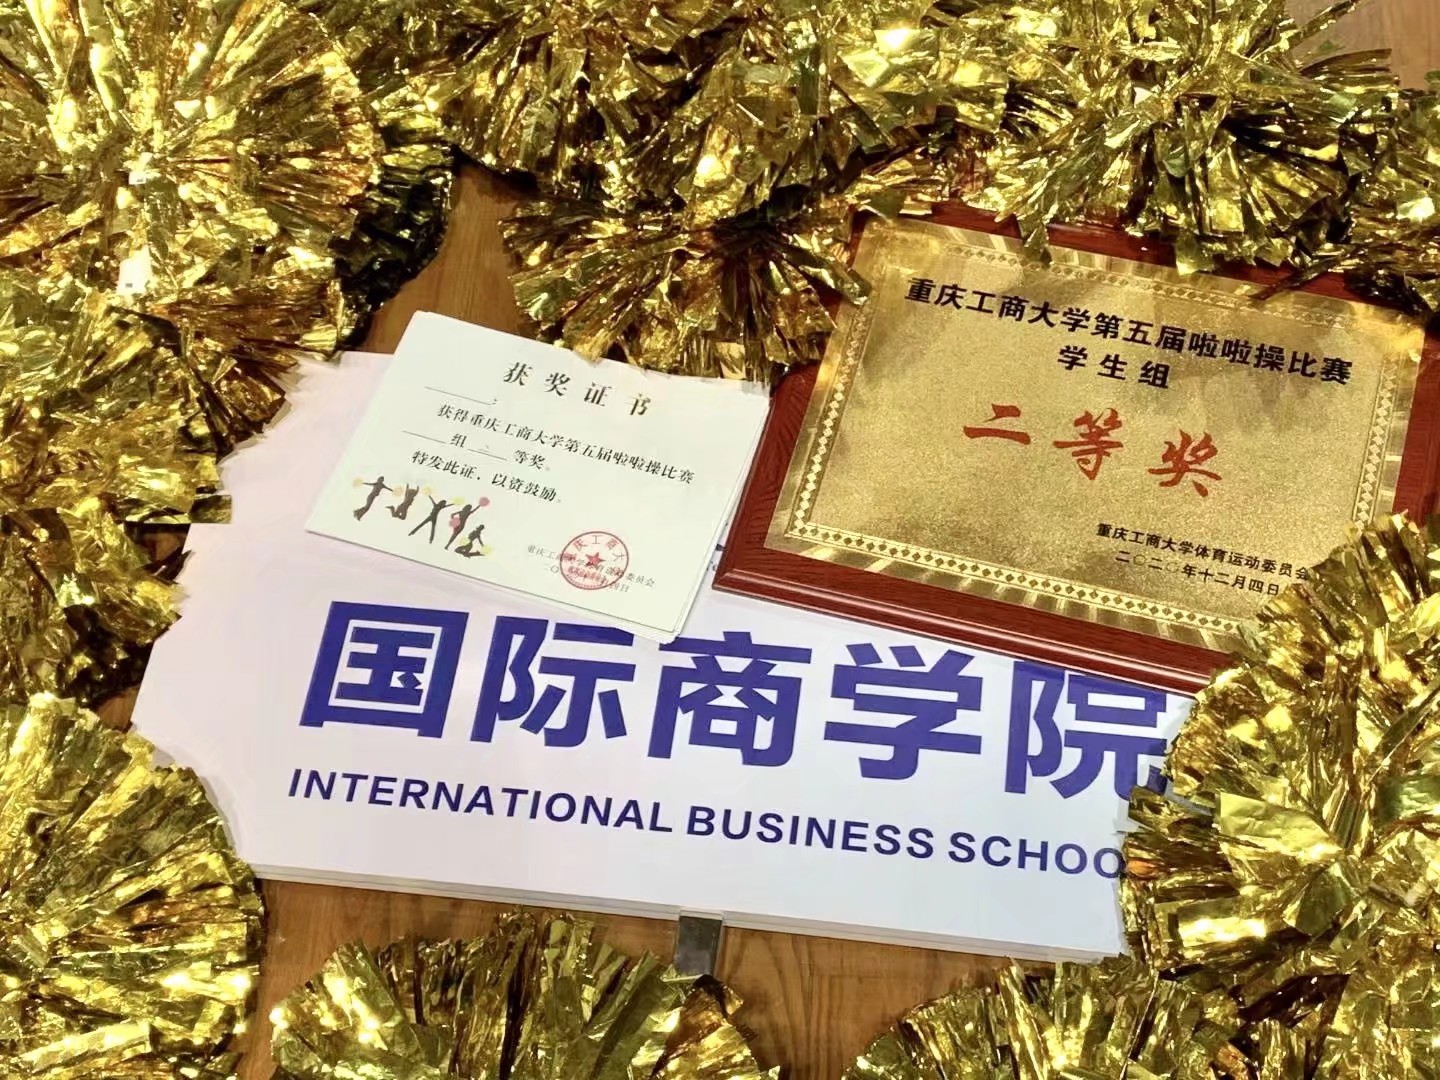 获奖证书
:
获得重庆工商大学第五届啦啦操比赛
组 等奖。
特发此证，以资鼓励。
重庆工商大学第五届啦啦操比赛
学生组
二等奖
重庆工商大学体育运动委员会
二〇二〇年十二月四日
国际商学院
INTERNATIONAL BUSINESS SCHOO